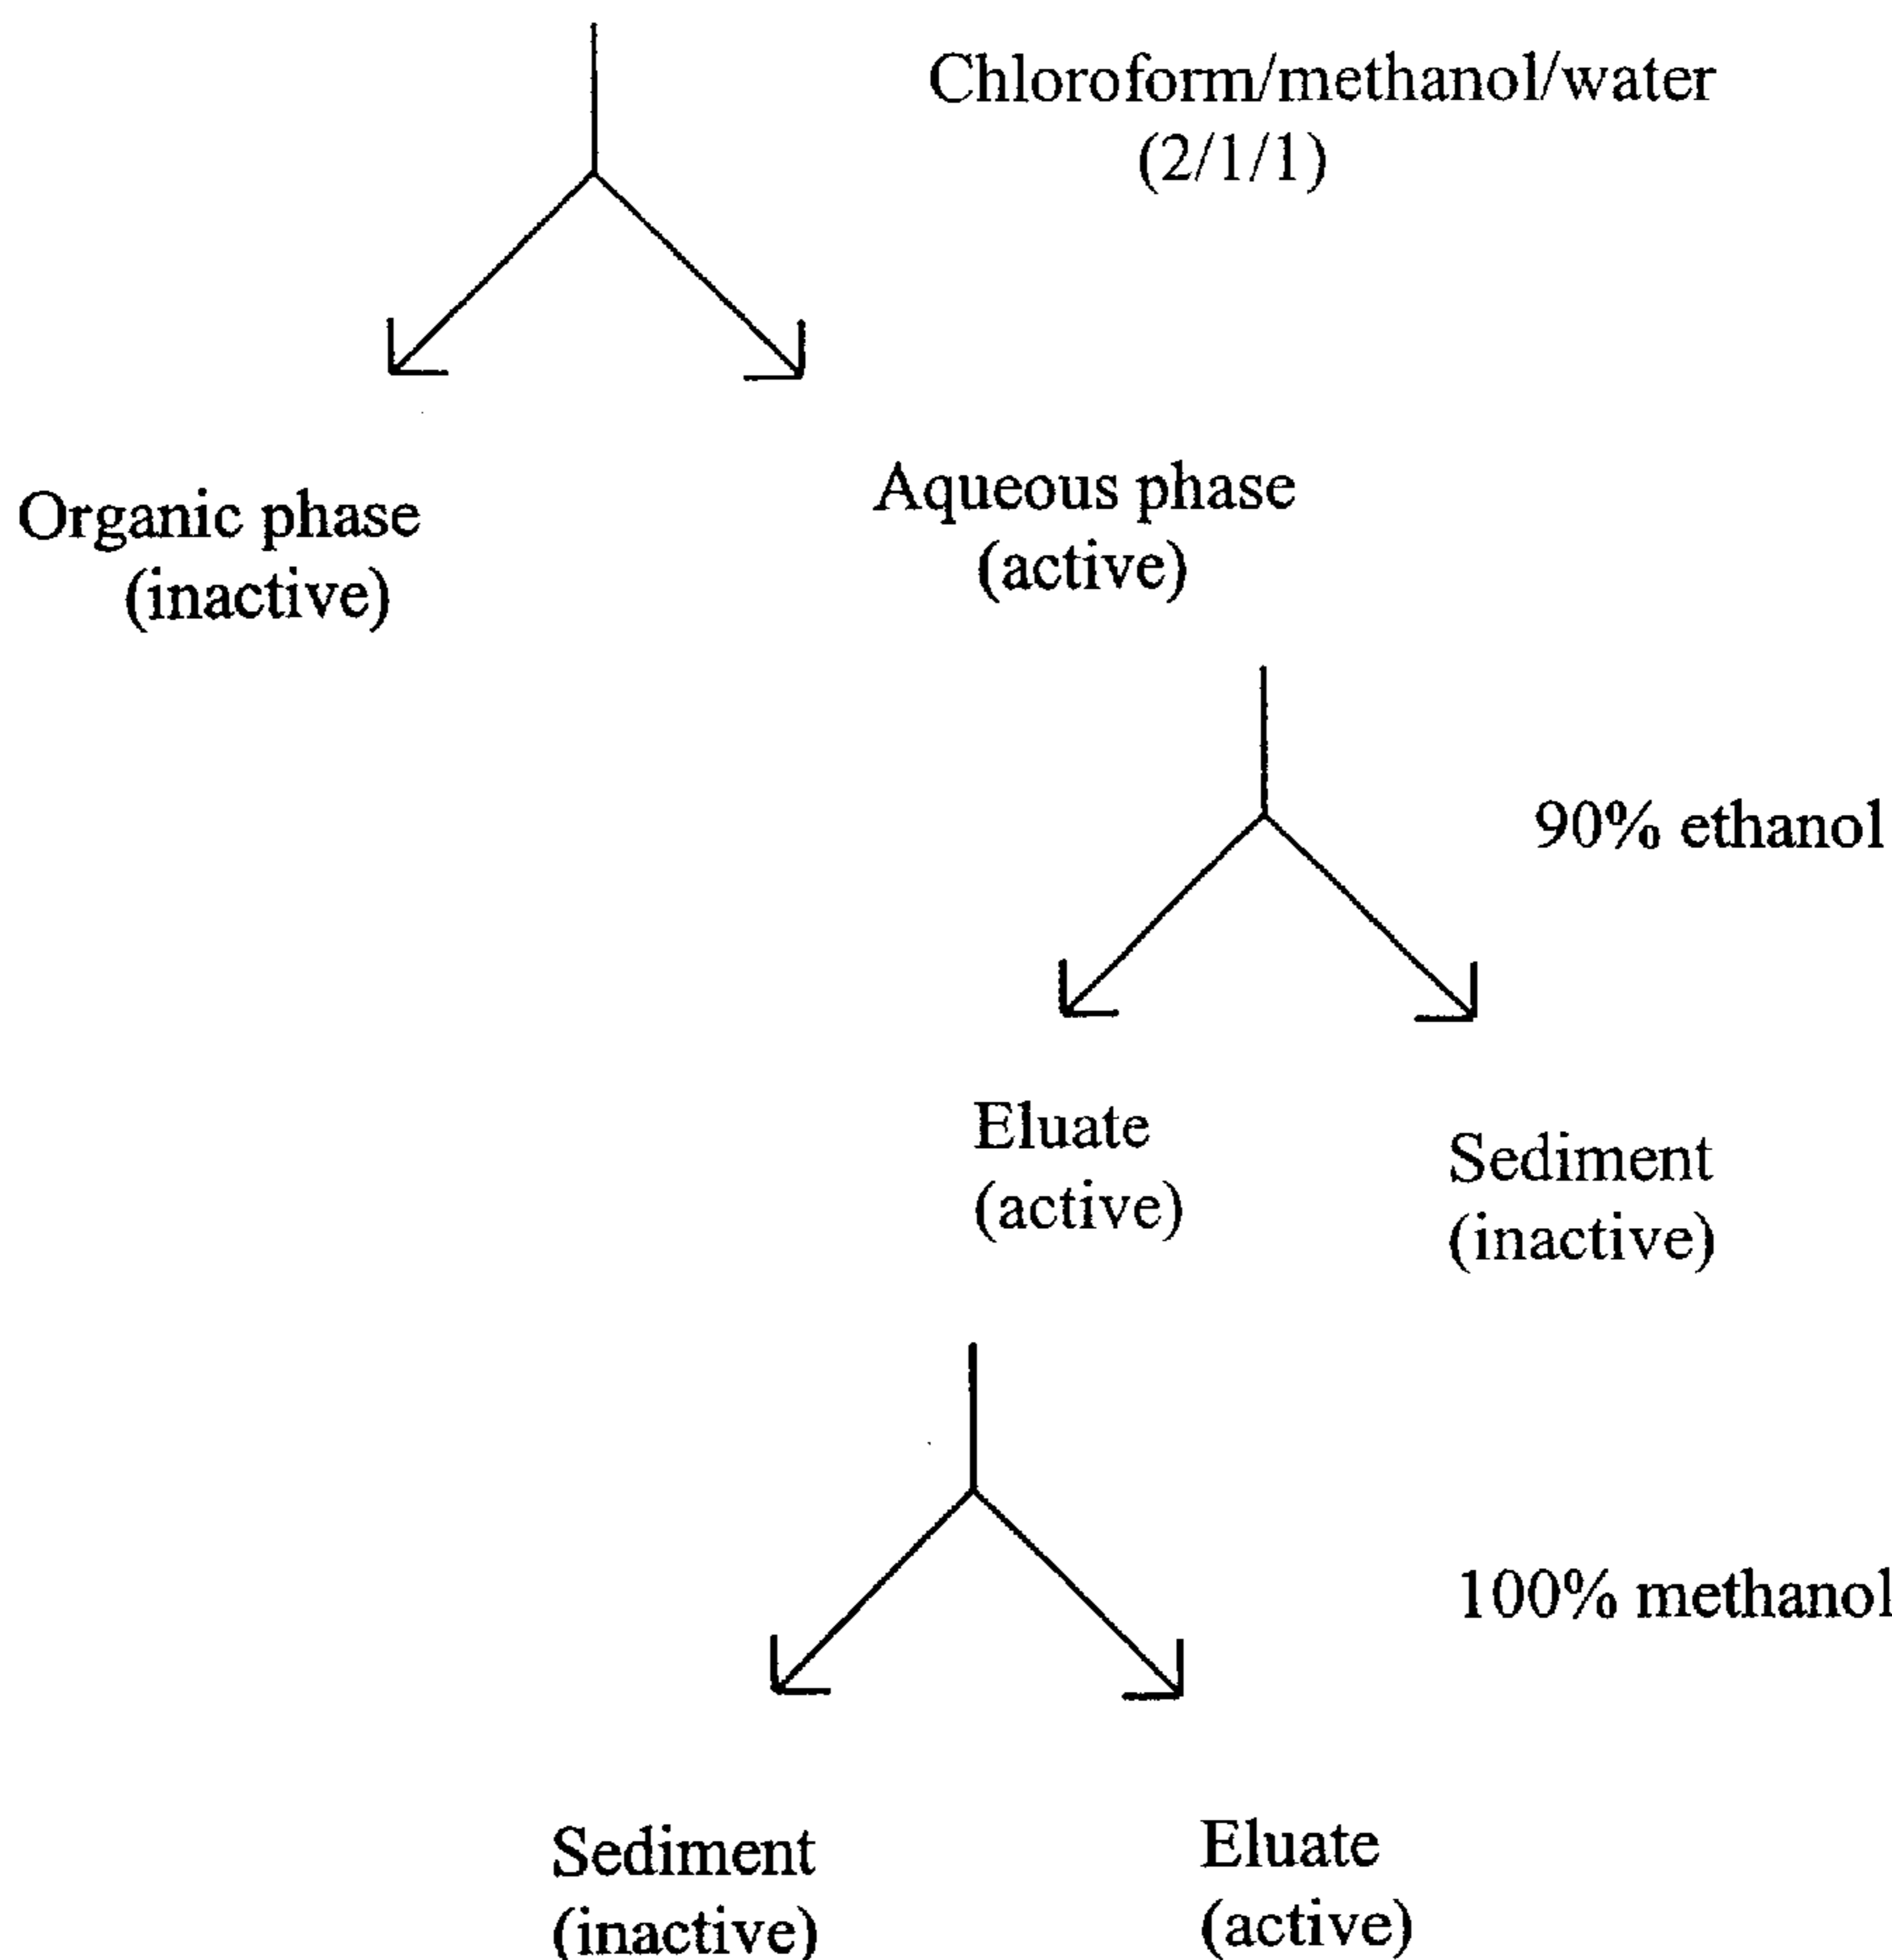 Chloroform/methanol/water
(2/1/1)
Organic phase
(inactive)
Aqueous phase
(active)
90% ethanol
Eluate
(active)
Sediment
(inactive)
100% methanol
Sediment
(inactive)
Eluate
(active)